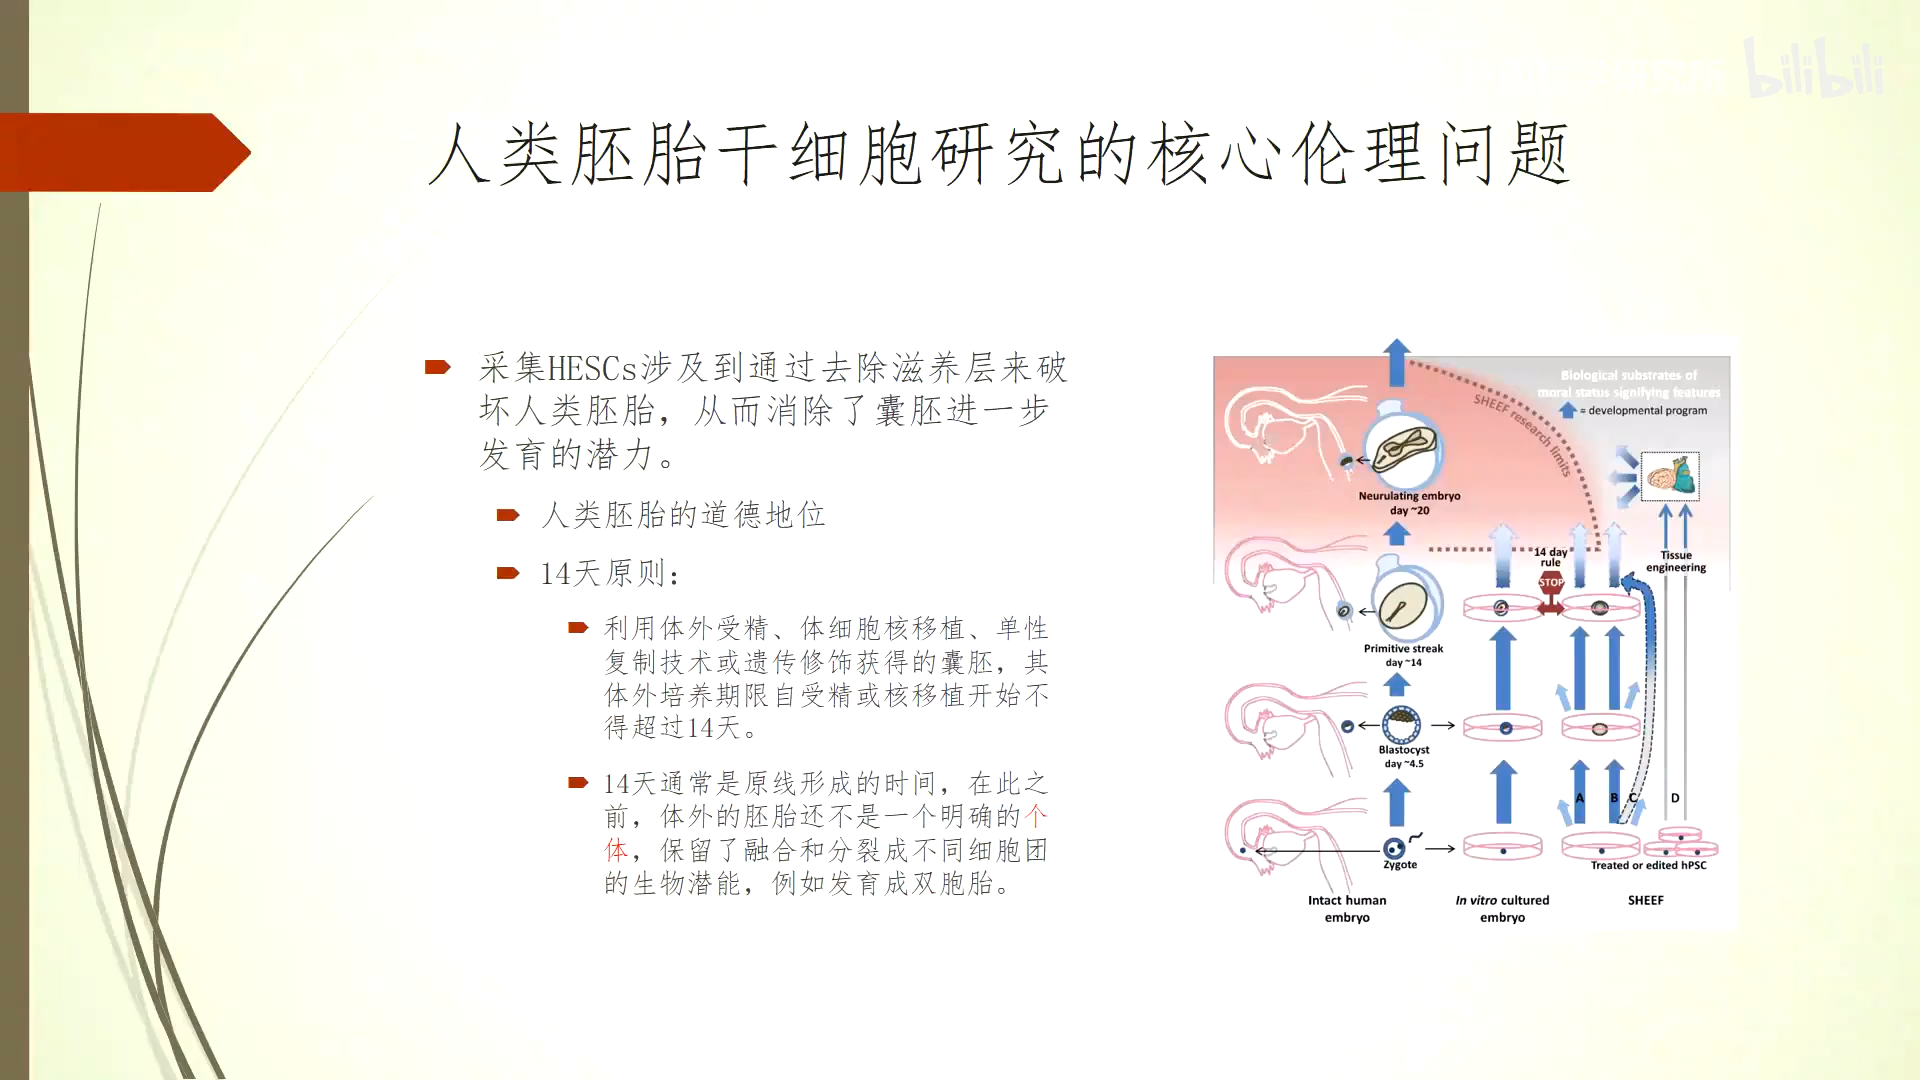 bilibili
人类胚胎干细胞研究的核心伦理问题
采集HESCs涉及到通过去除滋养层来破
坏人类胚胎，从而消除了囊胚进一步
发育的潜力。
人类胚胎的道德地位
14天原则：
利用体外受精、体细胞核移植、单性
复制技术或遗传修饰获得的囊胚，其
体外培养期限自受精或核移植开始不
得超过14天。
14天通常是原线形成的时间，在此之
前，体外的胚胎还不是一个明确的个
体，保留了融合和分裂成不同细胞团
的生物潜能，例如发育成双胞胎。
Biological substrates of
moral status signifying features
= developmental program
SHEEF research limits
Neurulating embryo
day ~20
14 day
rule
STOP
Tissue
engineering
Primitive streak
day ~14
Blastocyst
day ~4.5
A B C D
Zygote
Treated or edited hPSC
Intact human
embryo
In vitro cultured
embryo
SHEEF